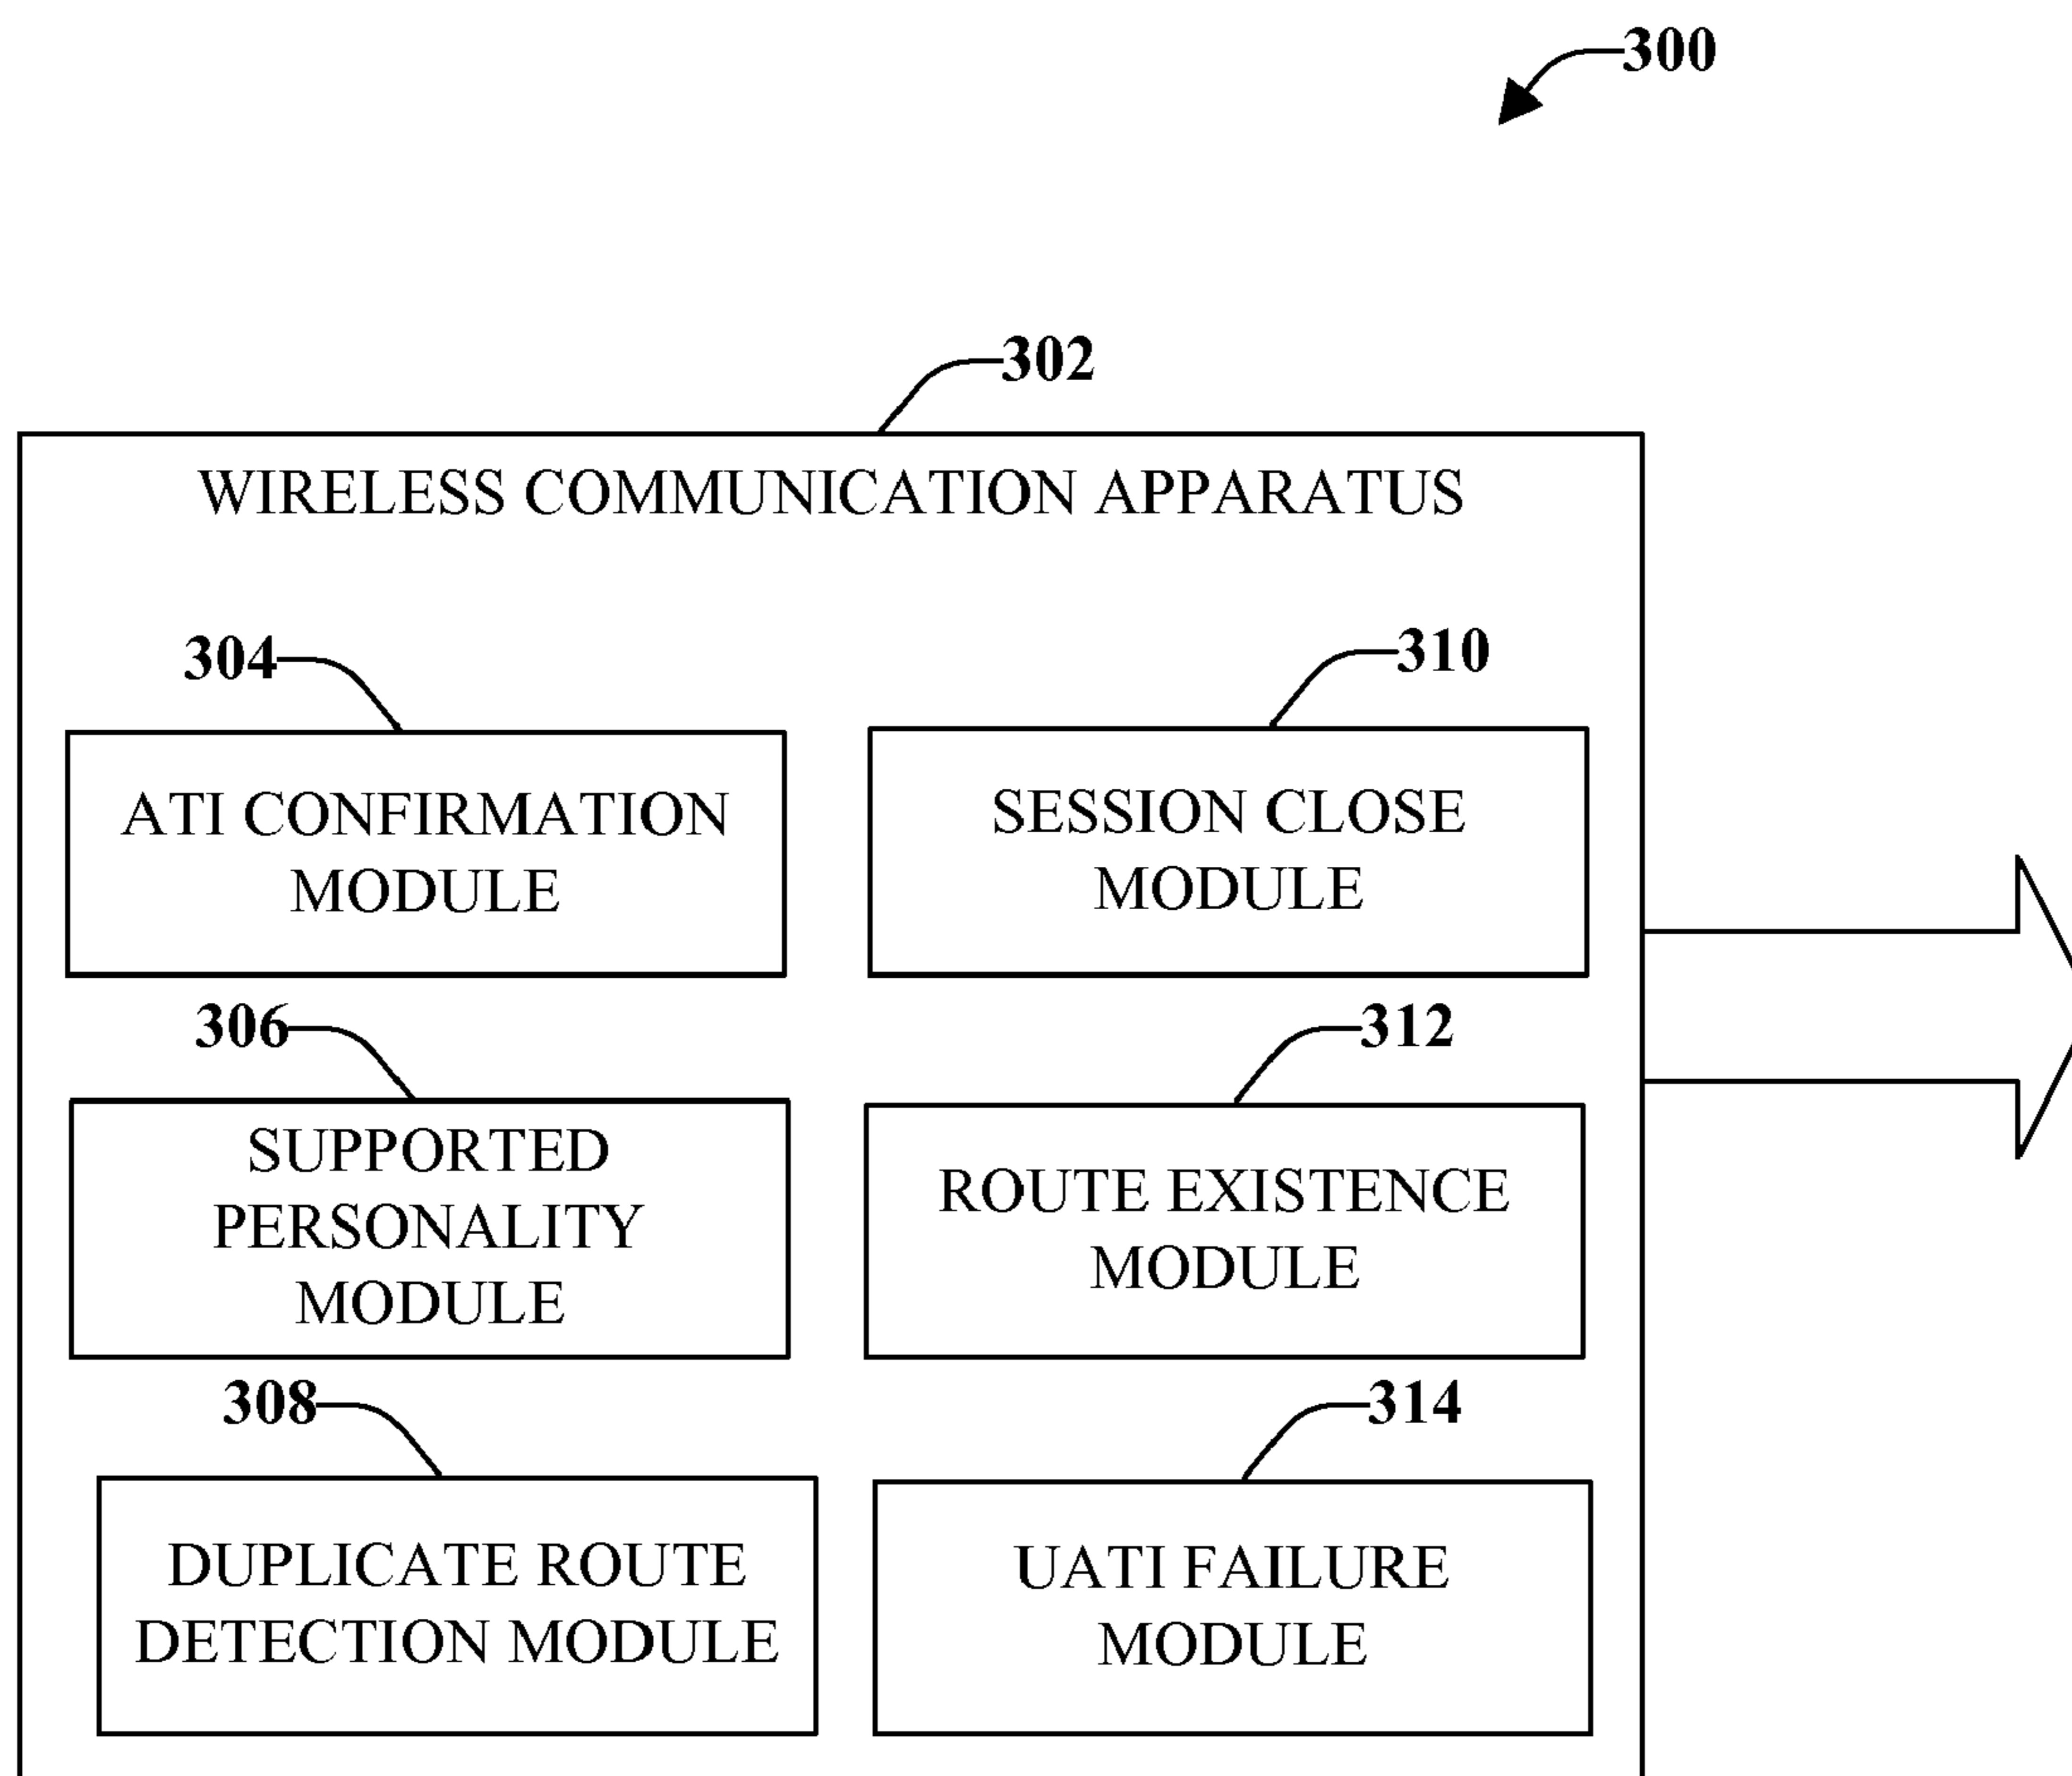 300
302
WIRELESS COMMUNICATION APPARATUS
304
310
ATI CONFIRMATION
MODULE
SESSION CLOSE
MODULE
306
312
SUPPORTED
PERSONALITY
MODULE
ROUTE EXISTENCE
MODULE
308
314
DUPLICATE ROUTE
DETECTION MODULE
UATI FAILURE
MODULE